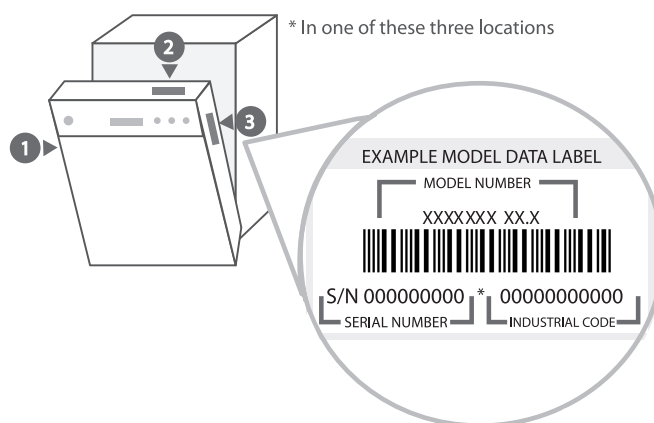 * In one of these three locations
2
1
3
EXAMPLE MODEL DATA LABEL
MODEL NUMBER
XXXXXXX XX.X
S/N 000000000 * 00000000000
SERIAL NUMBER
INDUSTRIAL CODE